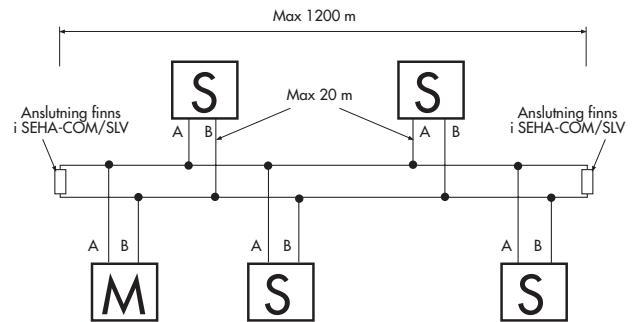 Max 1200 m
S
S
Max 20 m
Anslutning finns
i SEHA-COM/SLV
Anslutning finns
i SEHA-COM/SLV
A
B
A
B
A
B
A
B
A
B
M
S
S